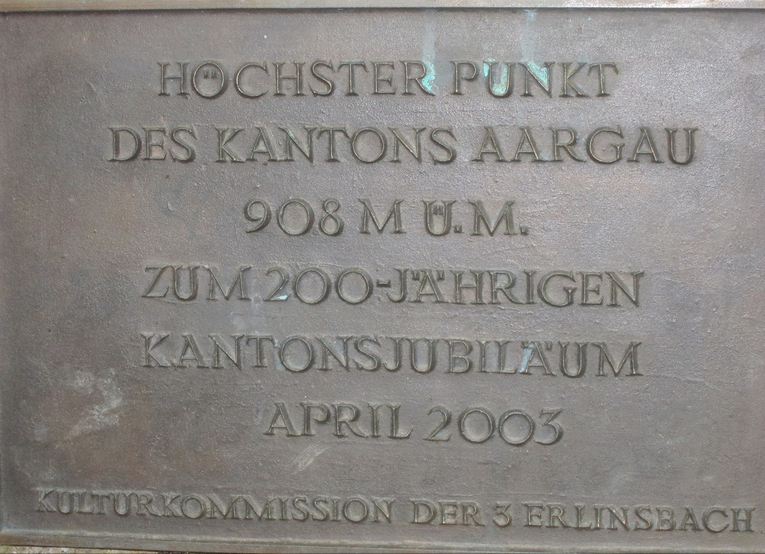 HÖCHSTER PUNKT
DES KANTONS AARGAU
908 M Ü.M.
ZUM 200-JÄHRIGEN
KANTONSJUBILÄUM
APRIL 2003
KULTURKOMMISSION DER 3 ERLINSBACH